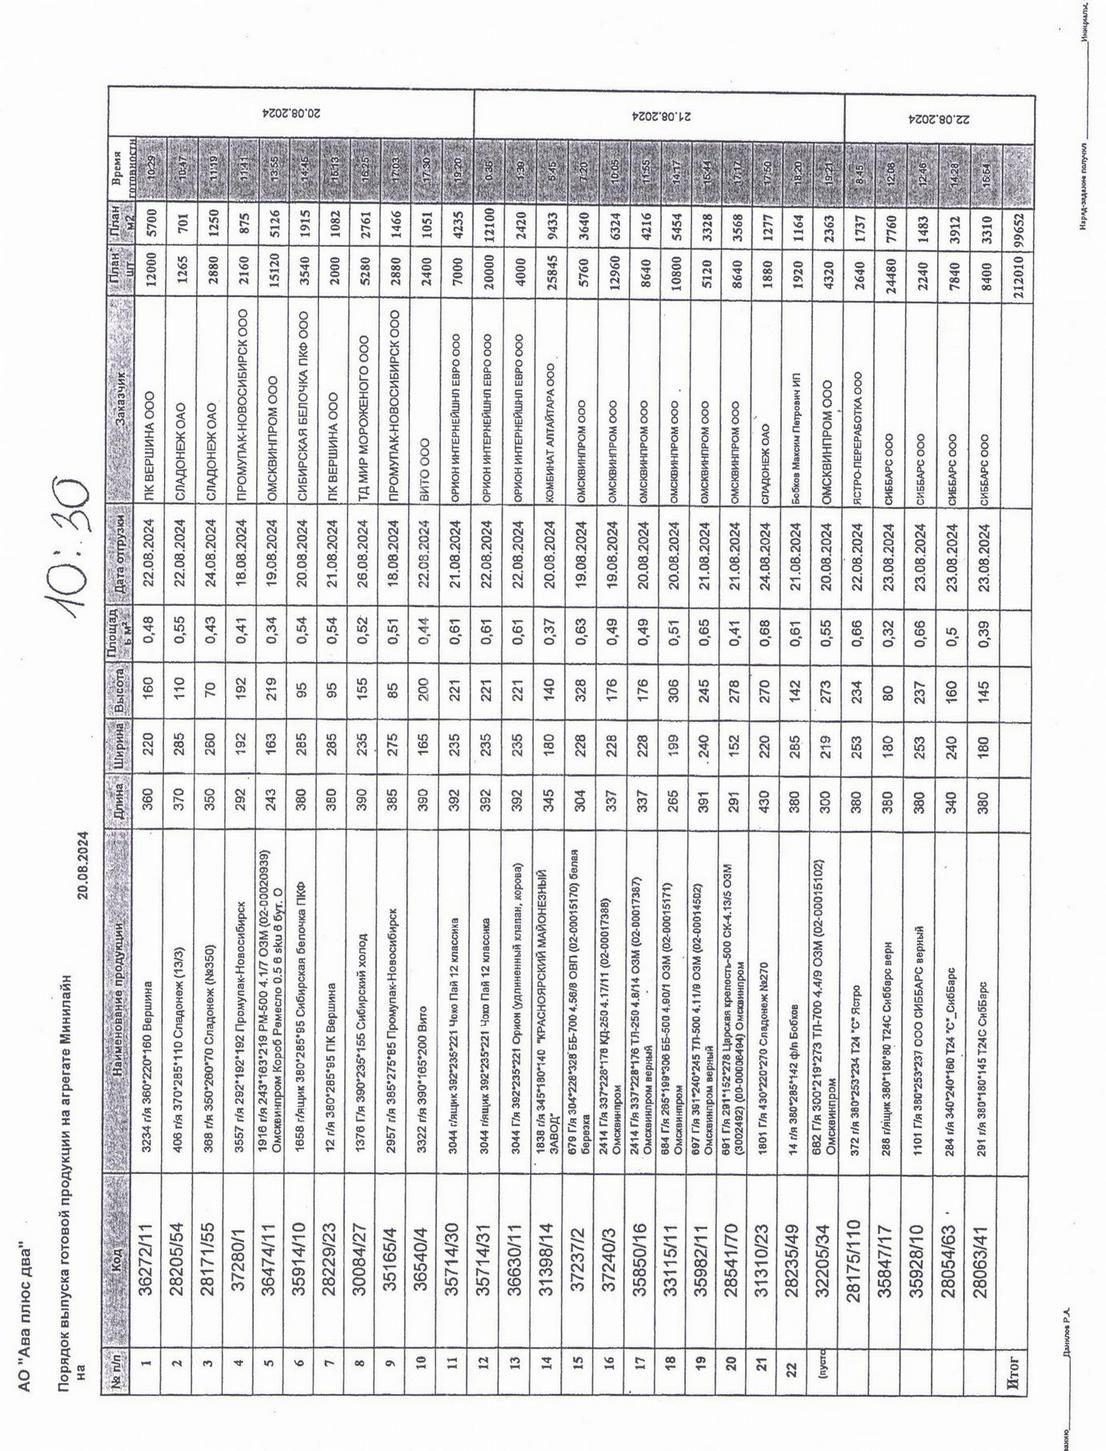 АО "Ава плюс два"
Порядок выпуска готовой продукции на агрегате Минилайн
на 20.08.2024
10:30
№ п/п Код Наименование продукции Длина Ширина Высота Площадь м² Дата отгрузки Заказчик План шт План м2 Время готовности
1 36272/11 3234 г/я 360*220*160 Вершина 360 220 160 0,48 22.08.2024 ПК ВЕРШИНА ООО 12000 5700 10:29 20.08.2024
2 28205/54 406 г/я 370*285*110 Сладонеж (13/3) 370 285 110 0,55 22.08.2024 СЛАДОНЕЖ ОАО 1265 701 10:47
3 28171/55 388 г/я 350*260*70 Сладонеж (№350) 350 260 70 0,43 24.08.2024 СЛАДОНЕЖ ОАО 2880 1250 11:19
4 37280/1 3557 г/я 292*192*192 Промупак-Новосибирск 292 192 192 0,41 18.08.2024 ПРОМУПАК-НОВОСИБИРСК ООО 2160 875 11:41
5 36474/11 1916 г/я 243*163*219 РМ-500 4.1/7 ОЗМ (02-00020939) Омсквинпром Короб Ремесло 0.5 6 sku 6 бут. О 243 163 219 0,34 19.08.2024 ОМСКВИНПРОМ ООО 15120 5126 13:55
6 35914/10 1658 г/ящик 380*285*95 Сибирская белочка ПКФ 380 285 95 0,54 20.08.2024 СИБИРСКАЯ БЕЛОЧКА ПКФ ООО 3540 1915 14:45
7 28229/23 12 г/я 380*285*95 ПК Вершина 380 285 95 0,54 21.08.2024 ПК ВЕРШИНА ООО 2000 1082 15:13
8 30084/27 1376 Г/я 390*235*155 Сибирский холод 390 235 155 0,52 26.08.2024 ТД МИР МОРОЖЕНОГО ООО 5280 2761 16:25
9 35165/4 2957 г/я 385*275*85 Промупак-Новосибирск 385 275 85 0,51 18.08.2024 ПРОМУПАК-НОВОСИБИРСК ООО 2880 1466 17:03
10 36540/4 3322 г/я 390*165*200 Вито 390 165 200 0,44 22.08.2024 ВИТО ООО 2400 1051 17:30
11 35714/30 3044 г/ящик 392*235*221 Чоко Пай 12 классика 392 235 221 0,61 21.08.2024 ОРИОН ИНТЕРНЕЙШНЛ ЕВРО ООО 7000 4235 19:20
12 35714/31 3044 г/ящик 392*235*221 Чоко Пай 12 классика 392 235 221 0,61 22.08.2024 ОРИОН ИНТЕРНЕЙШНЛ ЕВРО ООО 20000 12100 21.08.2024
13 36630/11 3044 Г/я 392*235*221 Орион (удлиненный клапан, корова) 392 235 221 0,61 22.08.2024 ОРИОН ИНТЕРНЕЙШНЛ ЕВРО ООО 4000 2420
14 31398/14 1838 г/я 345*180*140 "КРАСНОЯРСКИЙ МАЙОНЕЗНЫЙ ЗАВОД" 345 180 140 0,37 20.08.2024 КОМБИНАТ АЛТАЙТАРА ООО 25845 9433
15 37237/2 679 Г/я 304*228*328 ББ-700 4.56/8 ОВП (02-00015170) белая березка 304 228 328 0,63 19.08.2024 ОМСКВИНПРОМ ООО 5760 3640 7:20
16 37240/3 2414 Г/я 337*228*176 КД-250 4.17/11 (02-00017388) Омсквинпром 337 228 176 0,49 19.08.2024 ОМСКВИНПРОМ ООО 12960 6324 10:05
17 35850/16 2414 Г/я 337*228*176 ТЛ-250 4.8/14 ОЗМ (02-00017387) Омсквинпром верный 337 228 176 0,49 20.08.2024 ОМСКВИНПРОМ ООО 8640 4216 11:55
18 33115/11 684 Г/я 265*199*306 ББ-500 4.90/1 ОЗМ (02-00015171) Омсквинпром 265 199 306 0,51 20.08.2024 ОМСКВИНПРОМ ООО 10800 5454 14:17
19 35982/11 697 Г/я 391*240*245 ТЛ-500 4.11/9 ОЗМ (02-00014502) Омсквинпром верный 391 240 245 0,65 21.08.2024 ОМСКВИНПРОМ ООО 5120 3328 15:44
20 28541/70 691 Г/я 291*152*278 Царская крепость-500 СК-4.13/5 ОЗМ (3002492) (00-00006494) Омсквинпром 291 152 278 0,41 21.08.2024 ОМСКВИНПРОМ ООО 8640 3568 17:17
21 31310/23 1801 Г/я 430*220*270 Сладонеж №270 430 220 270 0,68 24.08.2024 СЛАДОНЕЖ ОАО 1880 1277 17:50
22 28235/49 14 г/я 380*285*142 ф/п Бобков 380 285 142 0,61 21.08.2024 Бобков Максим Петрович ИП 1920 1164 18:20
(пусто 32205/34 682 Г/я 300*219*273 ТЛ-700 4,4/9 ОЗМ (02-00015102) Омсквинпром 300 219 273 0,55 20.08.2024 ОМСКВИНПРОМ ООО 4320 2363 19:21
28175/110 372 г/я 380*253*234 Т24 "С" Ястро 380 253 234 0,66 22.08.2024 ЯСТРО-ПЕРЕРАБОТКА ООО 2640 1737 8:45 22.08.2024
35847/17 288 г/ящик 380*180*80 Т24С Сиббарс верн 380 180 80 0,32 23.08.2024 СИББАРС ООО 24480 7760 12:06
35928/10 1101 Г/я 380*253*237 ООО СИББАРС верный 380 253 237 0,66 23.08.2024 СИББАРС ООО 2240 1483 12:46
28054/63 284 г/я 340*240*160 Т24 "С"_СибБарс 340 240 160 0,5 23.08.2024 СИББАРС ООО 7840 3912 14:28
28063/41 291 г/я 380*180*145 Т24С СибБарс 380 180 145 0,39 23.08.2024 СИББАРС ООО 8400 3310 16:54
Итог 212010 99652
Данилов Р.А. Наряд-задание получил